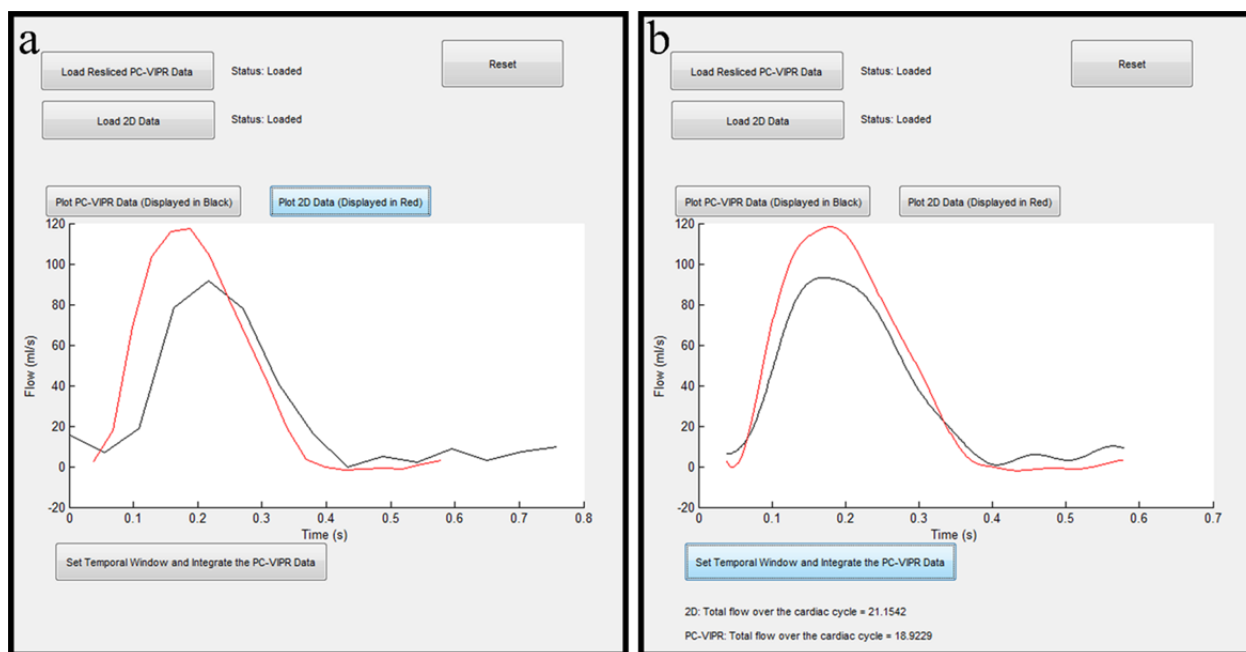 a
Load Resliced PC-VIPR Data
Status: Loaded
Reset
Load 2D Data
Status: Loaded
Plot PC-VIPR Data (Displayed in Black)
Plot 2D Data (Displayed in Red)
120
100
80
60
40
20
0
-20
Flow (ml/s)
0 0.1 0.2 0.3 0.4 0.5 0.6 0.7 0.8
Time (s)
Set Temporal Window and Integrate the PC-VIPR Data
b
Load Resliced PC-VIPR Data
Status: Loaded
Reset
Load 2D Data
Status: Loaded
Plot PC-VIPR Data (Displayed in Black)
Plot 2D Data (Displayed in Red)
120
100
80
60
40
20
0
-20
Flow (ml/s)
0 0.1 0.2 0.3 0.4 0.5 0.6 0.7
Time (s)
Set Temporal Window and Integrate the PC-VIPR Data
2D: Total flow over the cardiac cycle = 21.1542
PC-VIPR: Total flow over the cardiac cycle = 18.9229